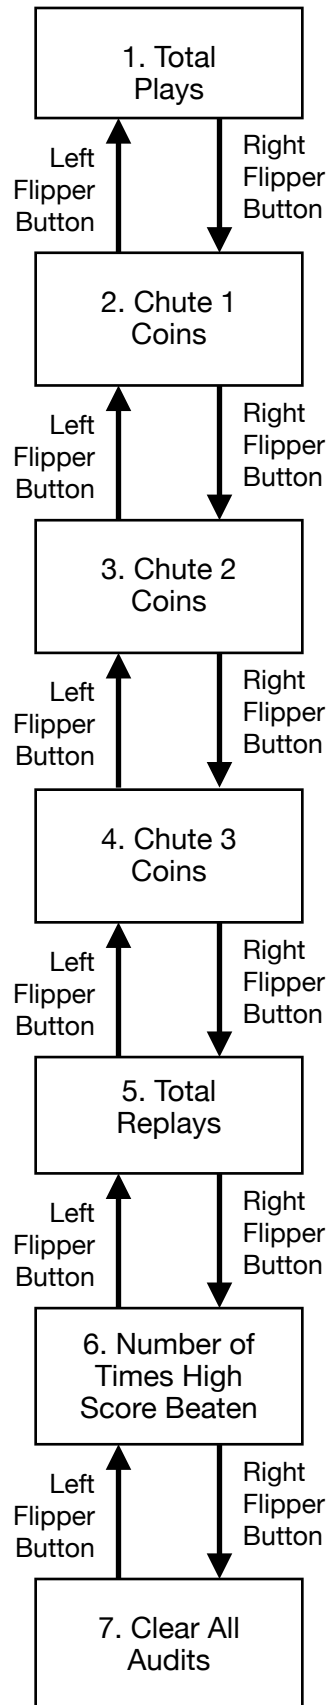 1. Total
Plays
Left
Flipper
Button
Right
Flipper
Button
2. Chute 1
Coins
Left
Flipper
Button
Right
Flipper
Button
3. Chute 2
Coins
Left
Flipper
Button
Right
Flipper
Button
4. Chute 3
Coins
Left
Flipper
Button
Right
Flipper
Button
5. Total
Replays
Left
Flipper
Button
Right
Flipper
Button
6. Number of
Times High
Score Beaten
Left
Flipper
Button
Right
Flipper
Button
7. Clear All
Audits